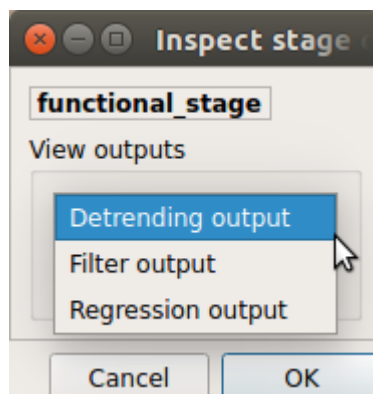 Inspect stage
functional_stage
View outputs
Detrending output
Filter output
Regression output
Cancel
OK